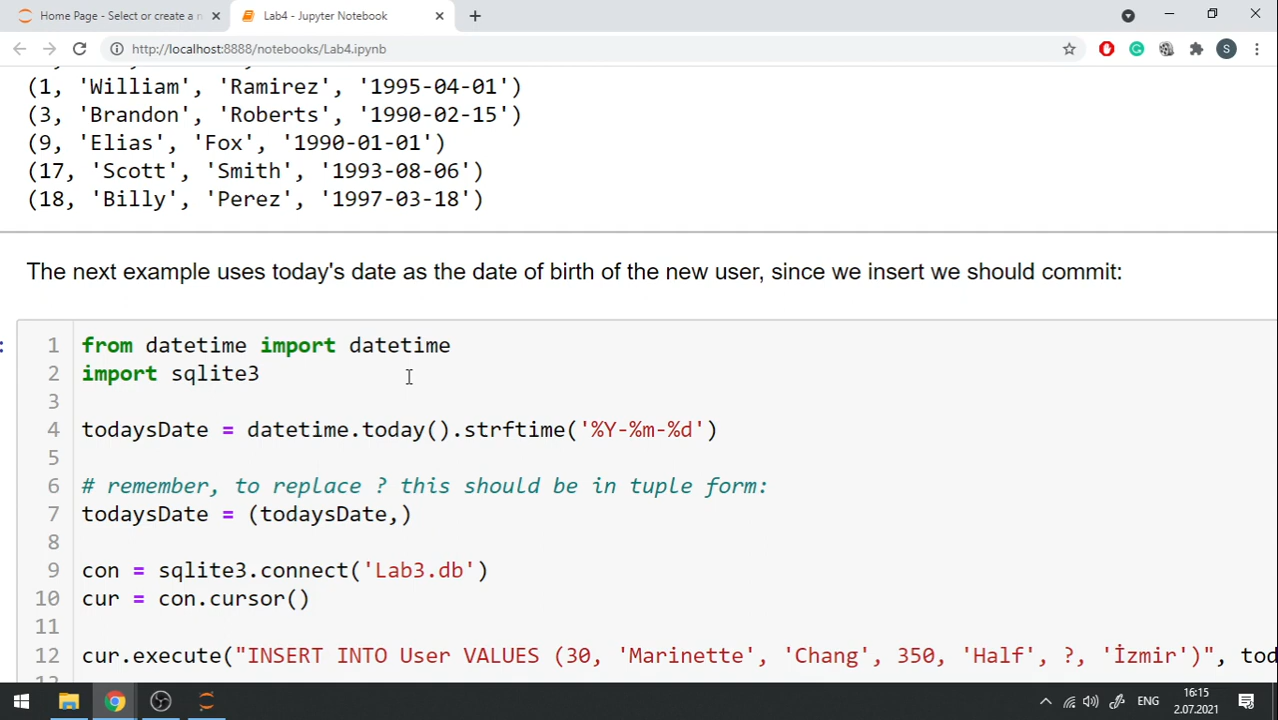 Home Page - Select or create a n
Lab4 - Jupyter Notebook
http://localhost:8888/notebooks/Lab4.ipynb
S
(1, 'William', 'Ramirez', '1995-04-01')
(3, 'Brandon', 'Roberts', '1990-02-15')
(9, 'Elias', 'Fox', '1990-01-01')
(17, 'Scott', 'Smith', '1993-08-06')
(18, 'Billy', 'Perez', '1997-03-18')
The next example uses today's date as the date of birth of the new user, since we insert we should commit:
1 from datetime import datetime
2 import sqlite3
3
4 todaysDate = datetime.today().strftime('%Y-%m-%d')
5
6 # remember, to replace ? this should be in tuple form:
7 todaysDate = (todaysDate,)
8
9 con = sqlite3.connect('Lab3.db')
10 cur = con.cursor()
11
12 cur.execute("INSERT INTO User VALUES (30, 'Marinette', 'Chang', 350, 'Half', ?, 'İzmir')", tod
ENG
16:15
2.07.2021